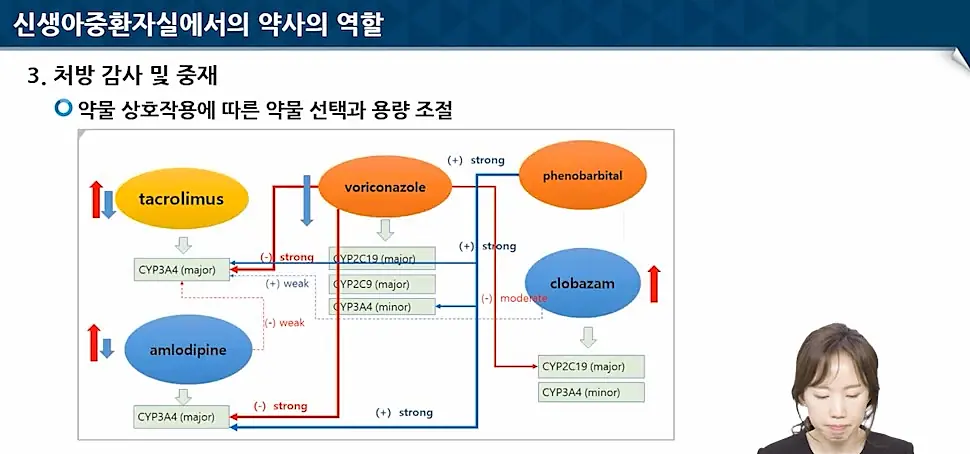 신생아중환자실에서의 약사의 역할
3. 처방 감사 및 중재
약물 상호작용에 따른 약물 선택과 용량 조절
(+) strong
tacrolimus
voriconazole
phenobarbital
(+) strong
(-) strong
CYP2C19 (major)
CYP3A4 (major)
(+) weak
CYP2C9 (major)
clobazam
(-) moderate
CYP3A4 (minor)
(-) weak
amlodipine
CYP2C19 (major)
CYP3A4 (minor)
(-) strong
(+) strong
CYP3A4 (major)